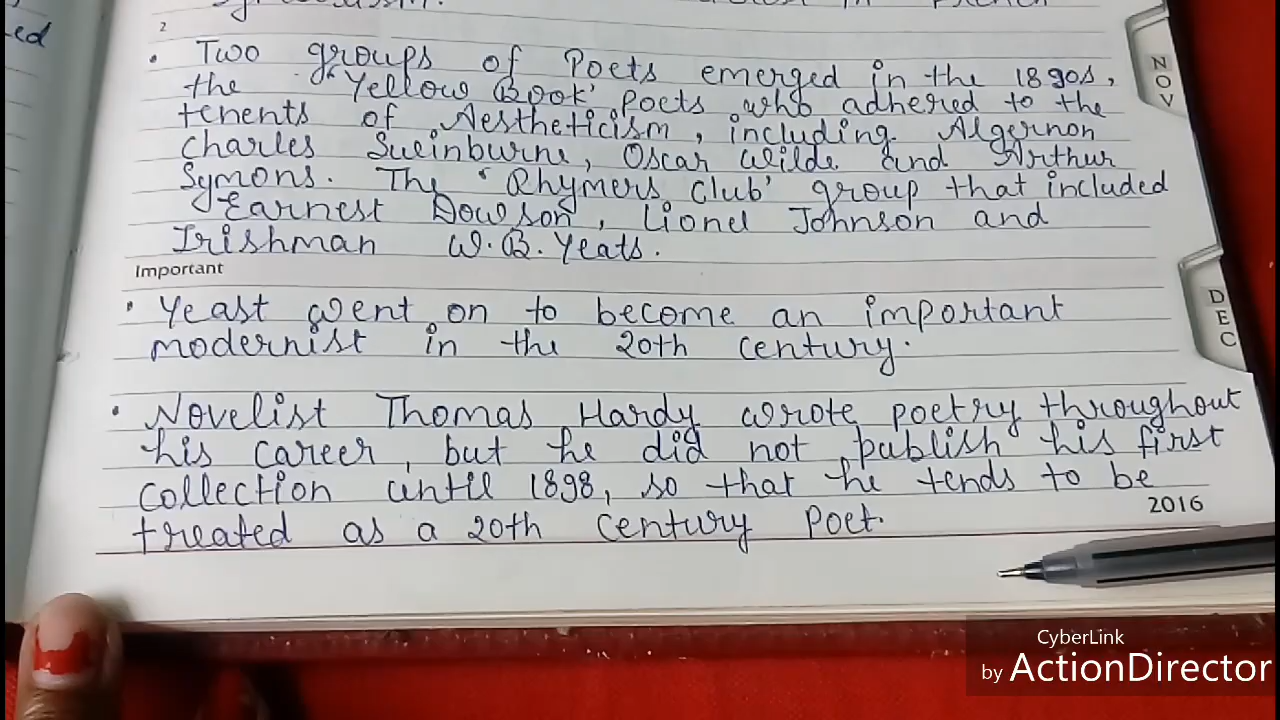 ed
2
• Two groups of Poets emerged in the 1890s,
the 'Yellow Book' Poets who adhered to the
tenents of Aestheticism, including Algernon
Charles Sueinburne, Oscar Wilde and Arthur
Symons. The 'Rhymers Club' group that included
Earnest Dowson, Lionel Johnson and
Irishman W.B. Yeats.
Important
• Yeast went on to become an important
modernist in the 20th century.
• Novelist Thomas Hardy wrote poetry throughout
his career, but he did not publish his first
collection until 1898, so that he tends to be
treated as a 20th century Poet.
2016
NOV
DEC
CyberLink
by ActionDirector